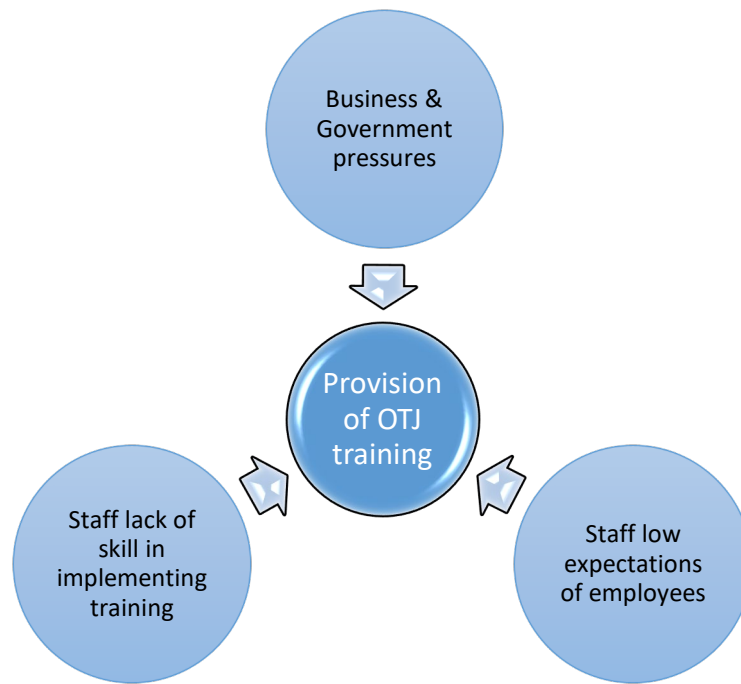 Business &
Government
pressures
Provision
of OTJ
training
Staff lack of
skill in
implementing
training
Staff low
expectations
of employees